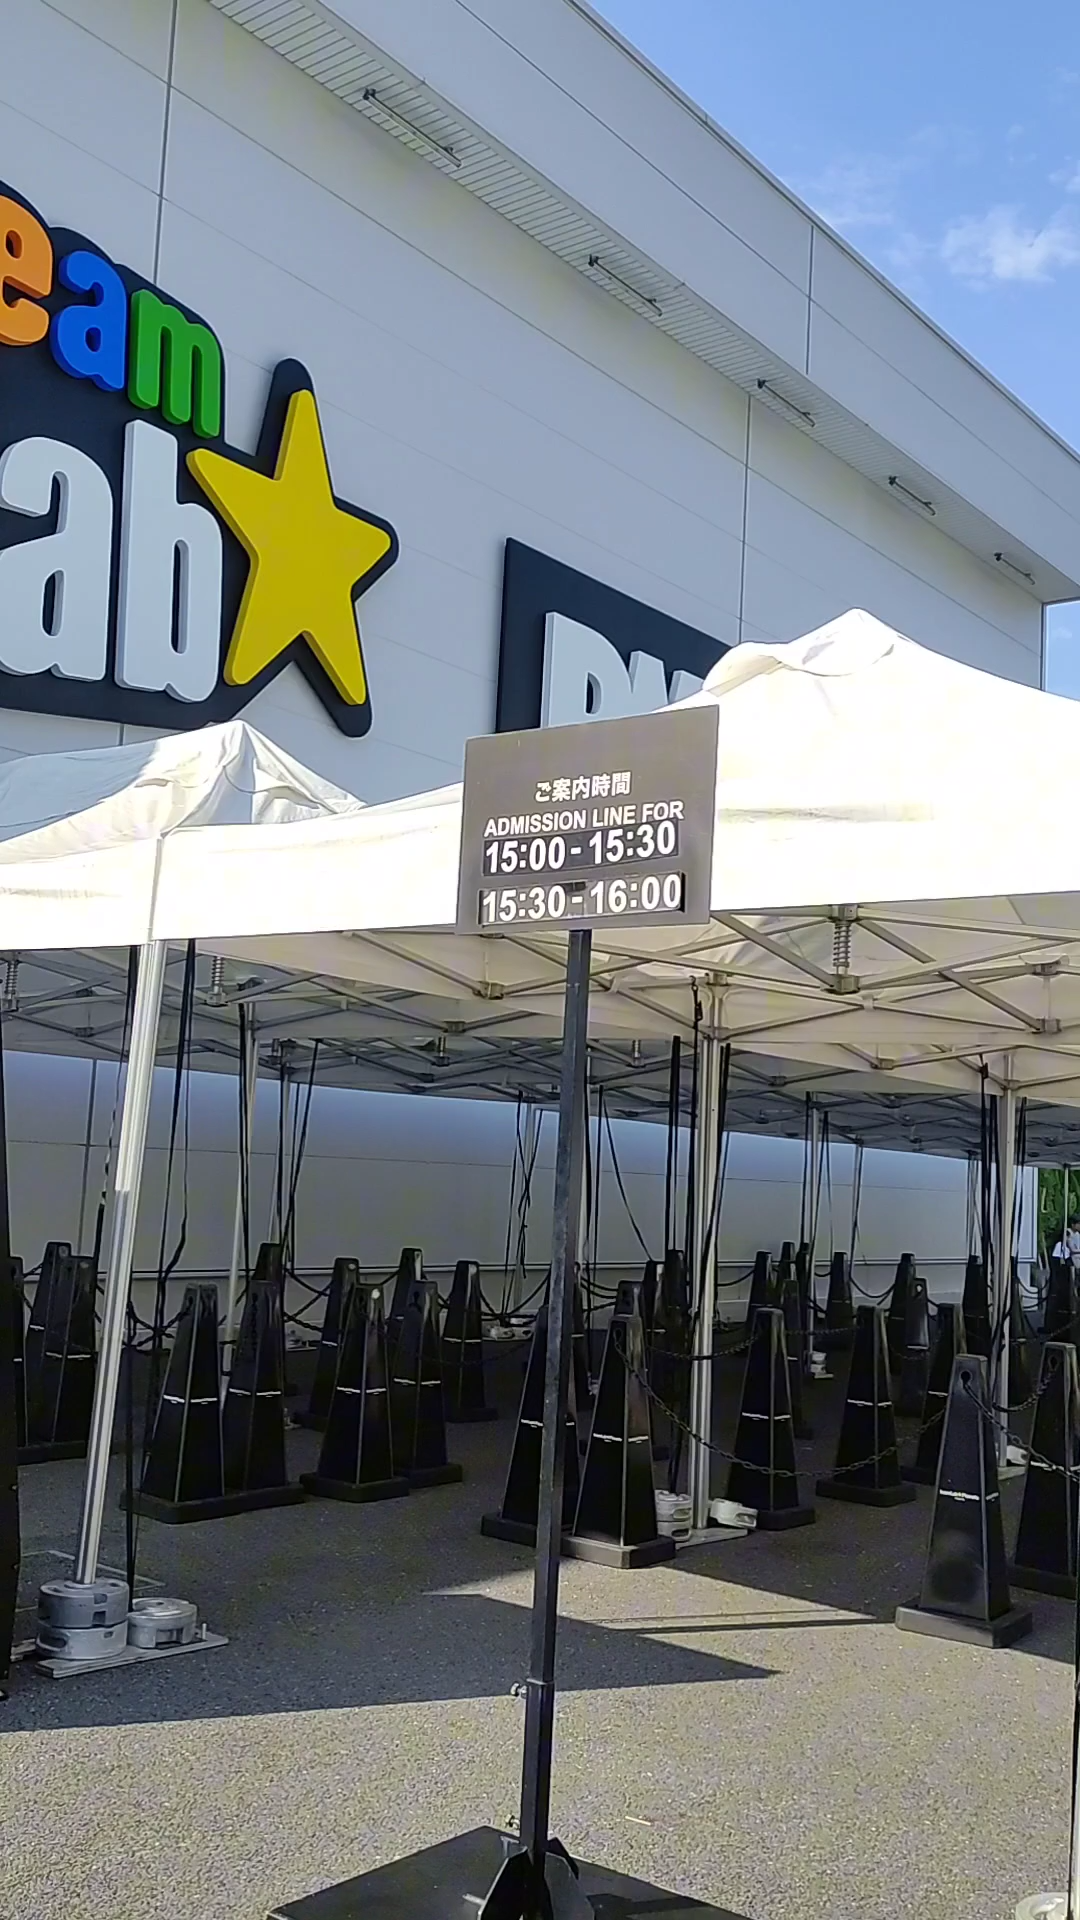 eam
ab
ご案内時間
ADMISSION LINE FOR
15:00 - 15:30
15:30 - 16:00